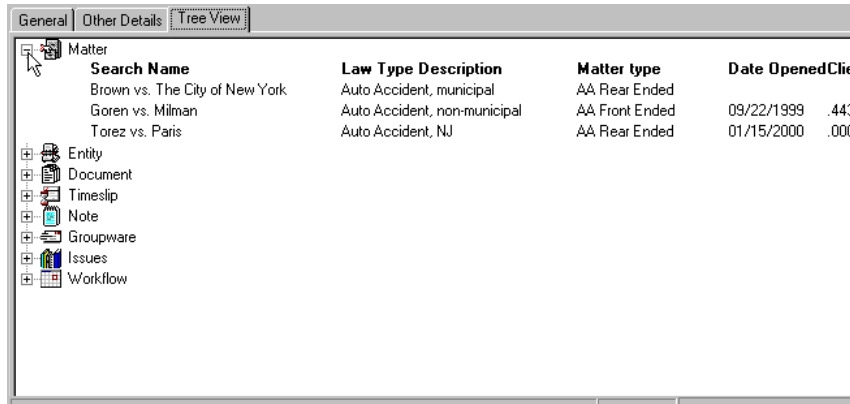 General Other Details Tree View
Matter
Search Name Law Type Description Matter type Date OpenedClie
Brown vs. The City of New York Auto Accident, municipal AA Rear Ended
Goren vs. Milman Auto Accident, non-municipal AA Front Ended 09/22/1999 .443
Torez vs. Paris Auto Accident, NJ AA Rear Ended 01/15/2000 .000
Entity
Document
Timeslip
Note
Groupware
Issues
Workflow